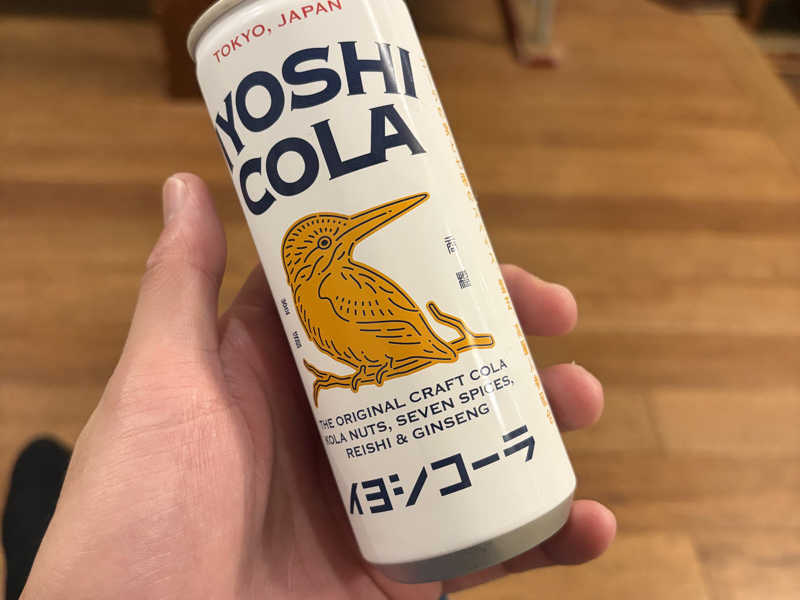 TOKYO, JAPAN
YOSHI
COLA
THE ORIGINAL CRAFT COLA
KOLA NUTS, SEVEN SPICES,
REISHI & GINSENG
イヨシコーラ